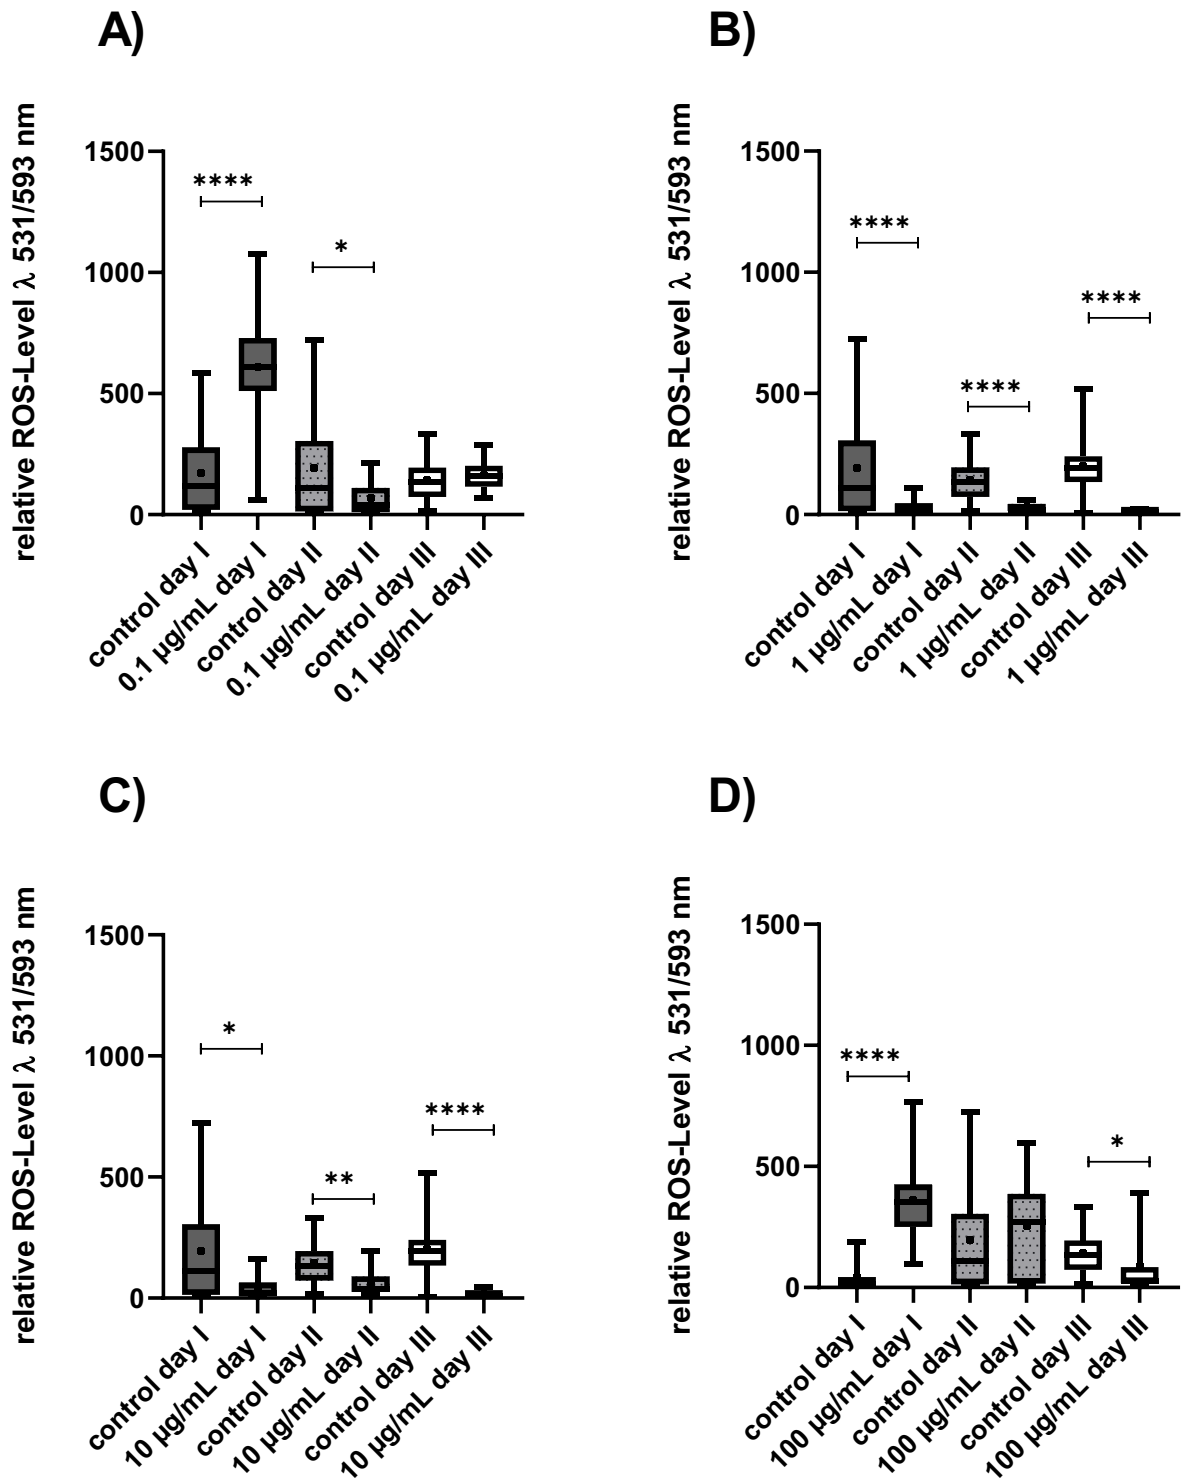 A)
relative ROS-Level λ 531/593 nm
1500
1000
500
0
****
*
control day I
0.1 µg/mL day I
control day II
0.1 µg/mL day II
control day III
0.1 µg/mL day III
B)
relative ROS-Level λ 531/593 nm
1500
1000
500
0
****
****
****
control day I
1 µg/mL day I
control day II
1 µg/mL day II
control day III
1 µg/mL day III
C)
relative ROS-Level λ 531/593 nm
1500
1000
500
0
*
**
****
control day I
10 µg/mL day I
control day II
10 µg/mL day II
control day III
10 µg/mL day III
D)
relative ROS-Level λ 531/593 nm
1500
1000
500
0
****
*
control day I
100 µg/mL day I
control day II
100 µg/mL day II
control day III
100 µg/mL day III